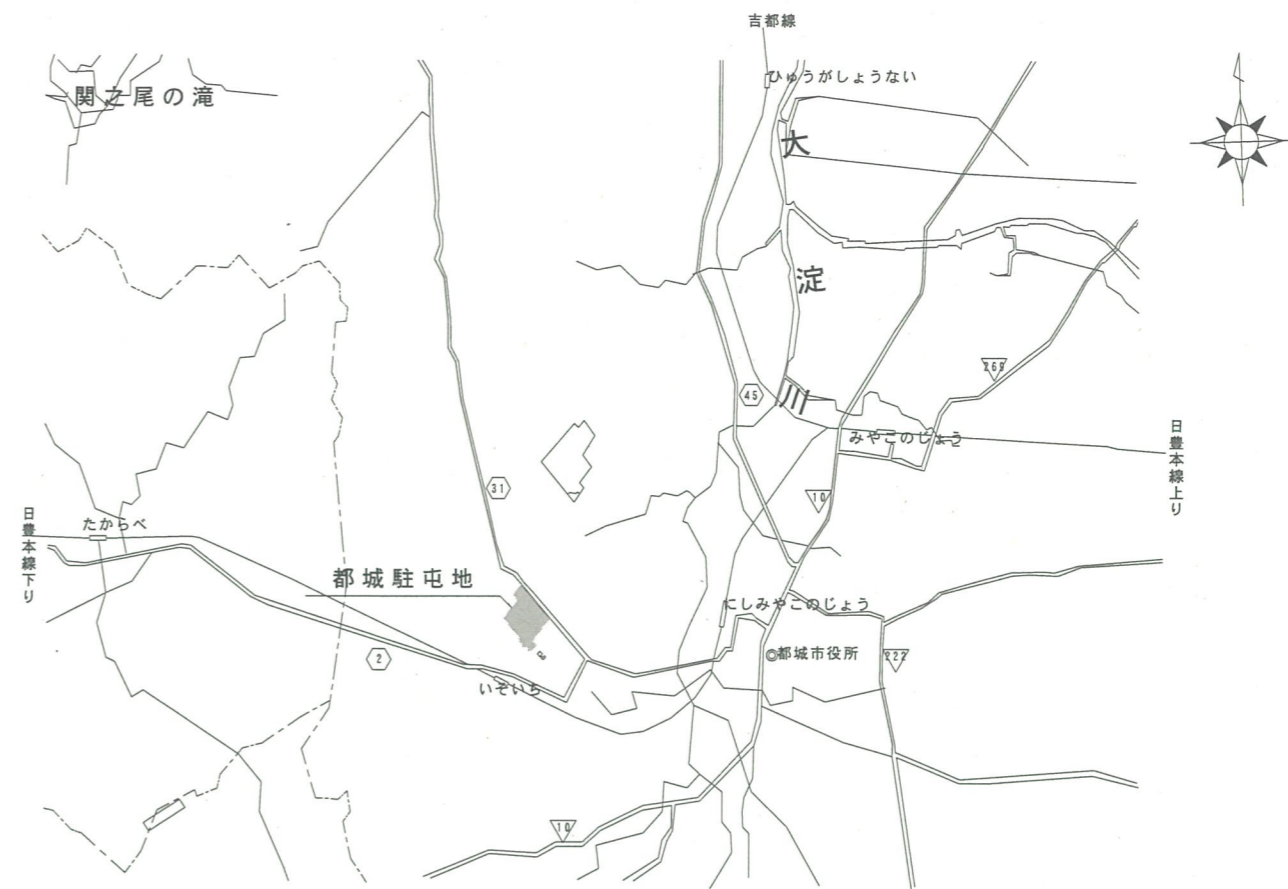 吉都線
ひゅうがしょうない
関之尾の滝
大
淀
川
269
45
みやこのじょう
日豊本線上り
31
10
日豊本線下り
たからべ
都城駐屯地
にしみやこのじょう
2
◎都城市役所
222
いそいち
10